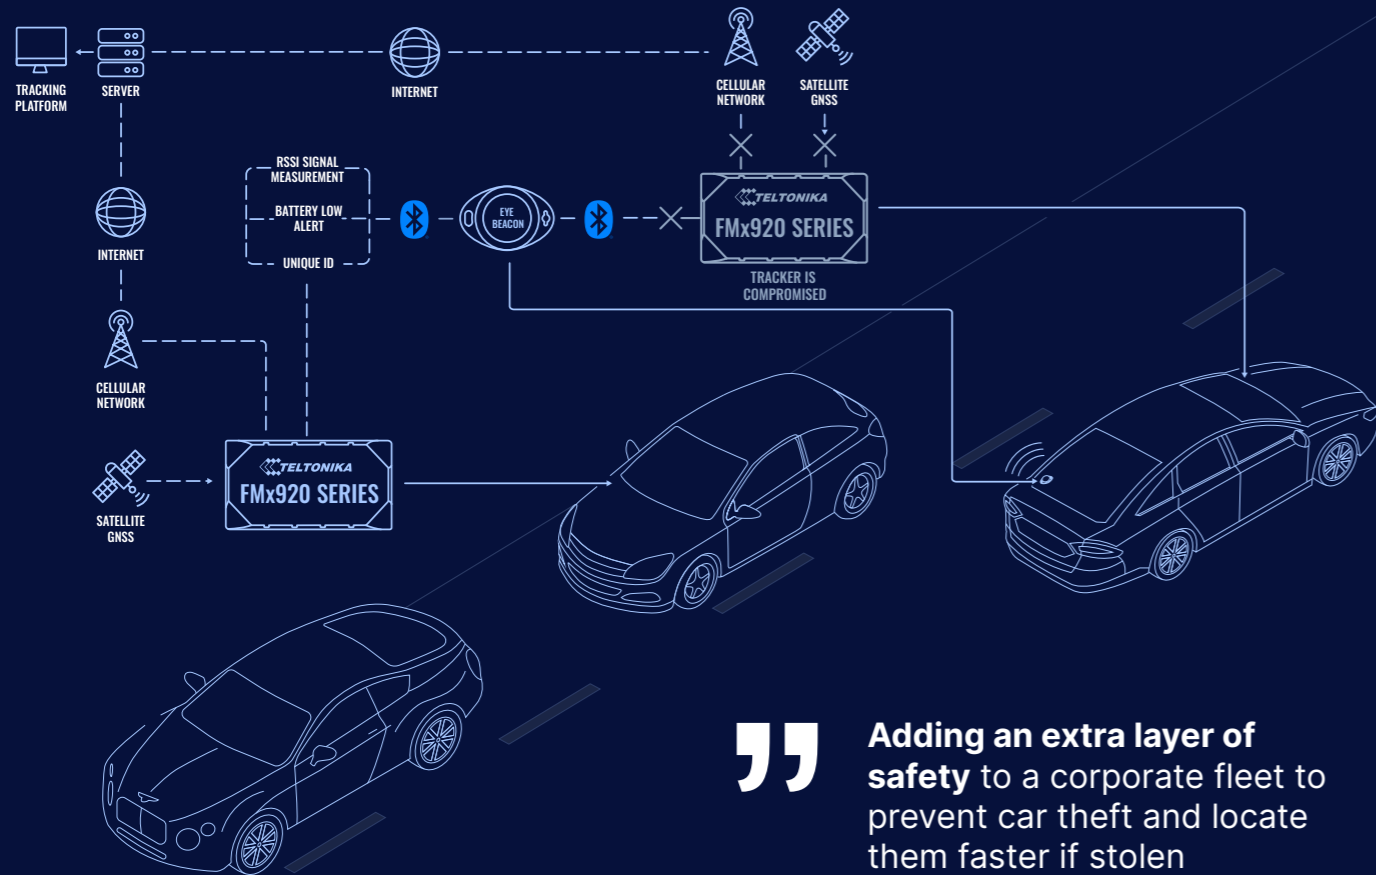 TRACKING
PLATFORM
SERVER
INTERNET
CELLULAR
NETWORK
SATELLITE
GNSS
RSSI SIGNAL
MEASUREMENT
BATTERY LOW
ALERT
UNIQUE ID
EYE
BEACON
TELTONIKA
FMx920 SERIES
TRACKER IS
COMPROMISED
INTERNET
CELLULAR
NETWORK
SATELLITE
GNSS
TELTONIKA
FMx920 SERIES
”
Adding an extra layer of
safety to a corporate fleet to
prevent car theft and locate
them faster if stolen